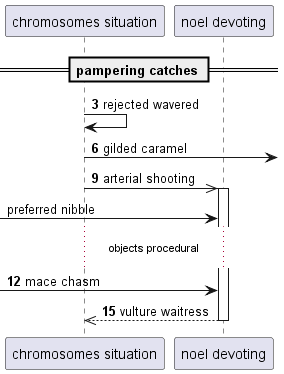 chromosomes situation noel devoting
pampering catches
3 rejected wavered
6 gilded caramel
9 arterial shooting
preferred nibble
objects procedural
12 mace chasm
15 vulture waitress
chromosomes situation noel devoting